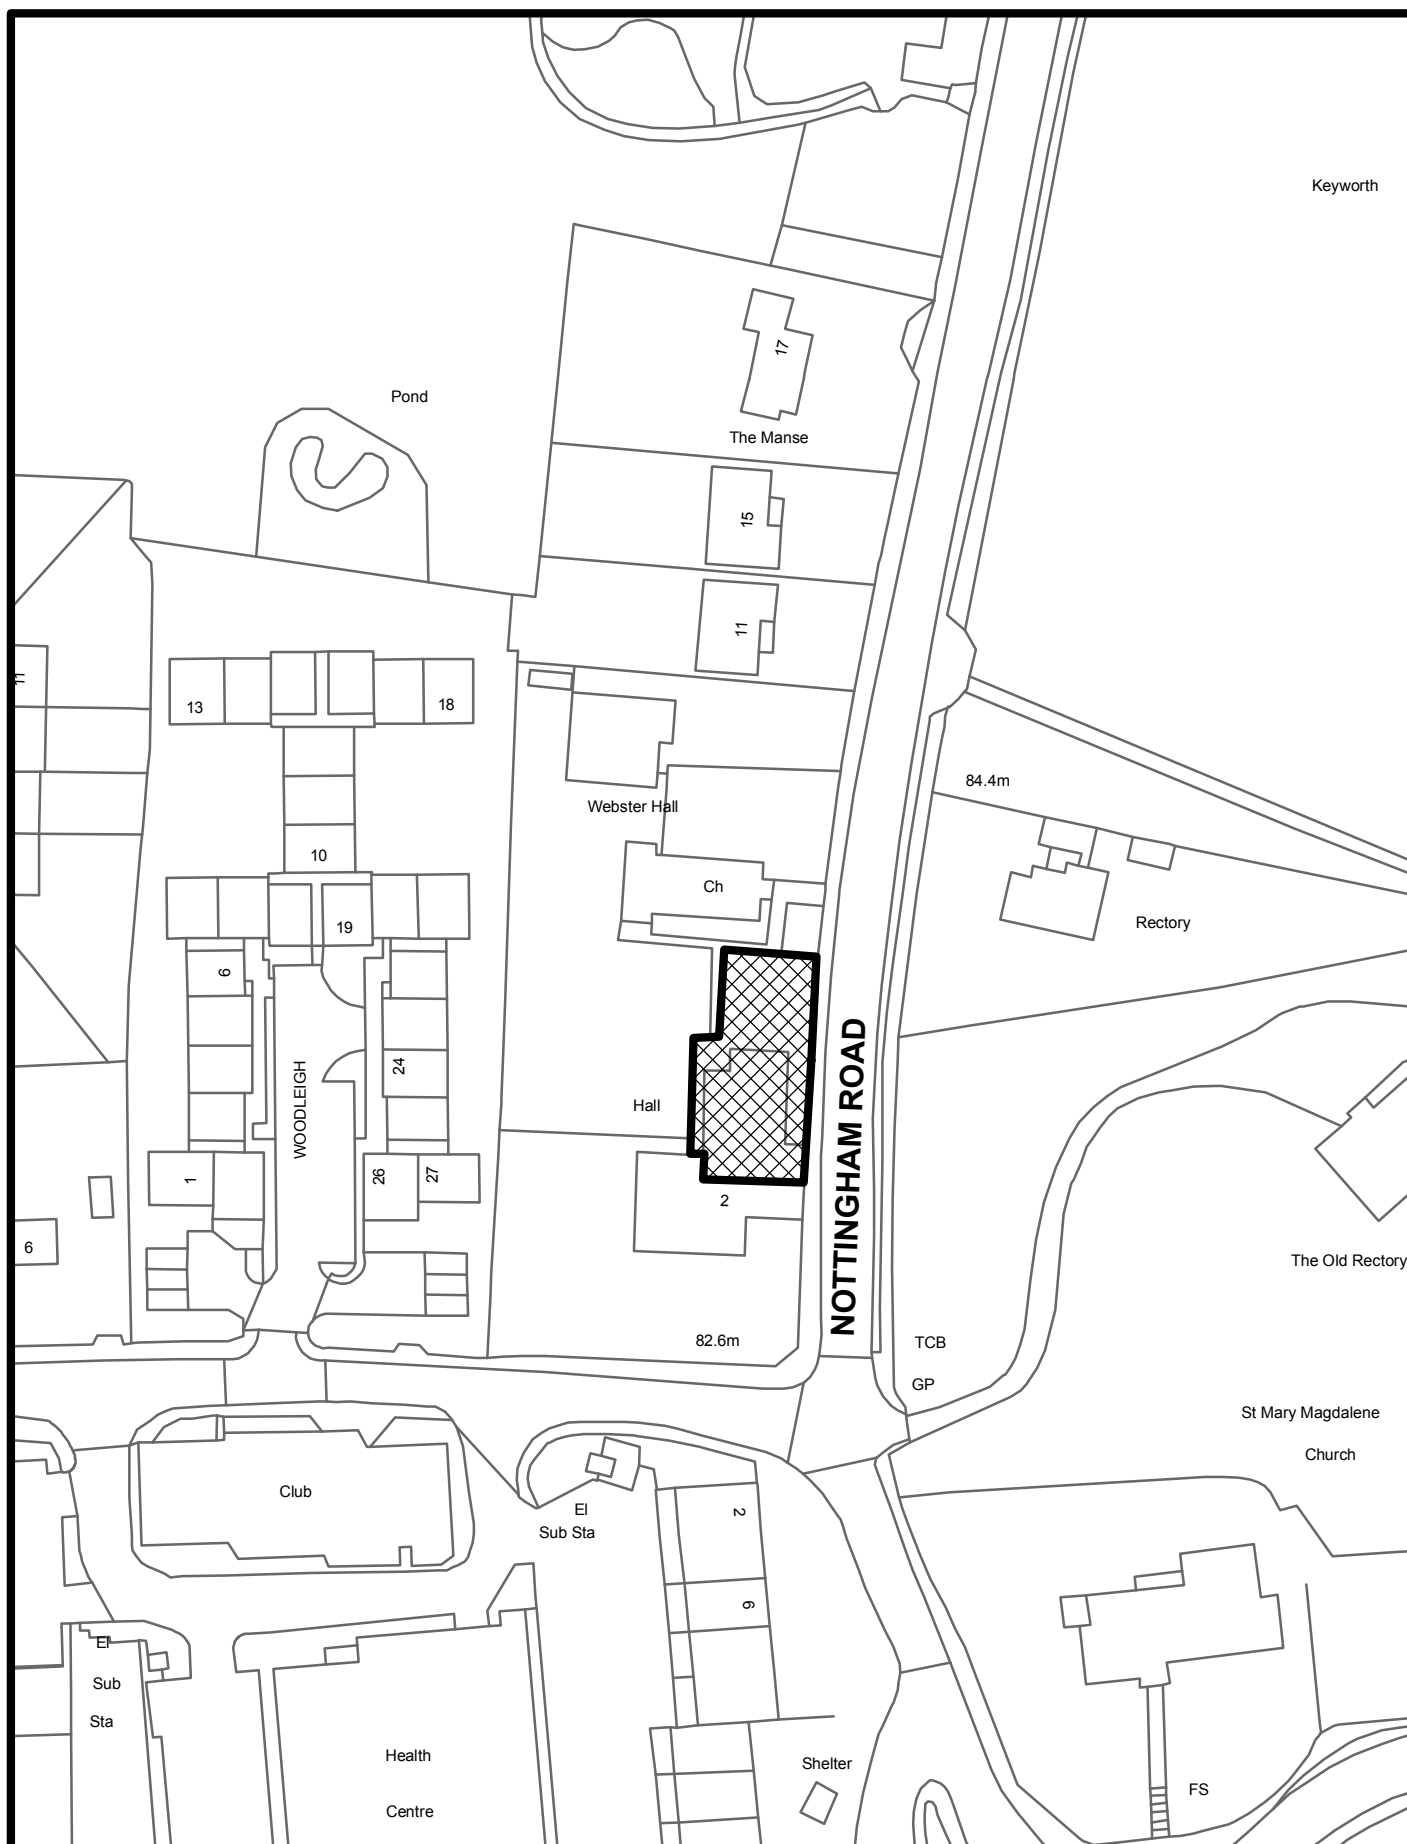 Keyworth
17
Pond
The Manse
15
11
11
13
18
84.4m
Webster Hall
10
Ch
19
Rectory
6
NOTTINGHAM ROAD
24
WOODLEIGH
Hall
1
26
27
2
6
The Old Rectory
82.6m
TCB
GP
St Mary Magdalene
Church
Club
El
Sub Sta
2
6
El
Sub
Sta
Health
Centre
Shelter
FS